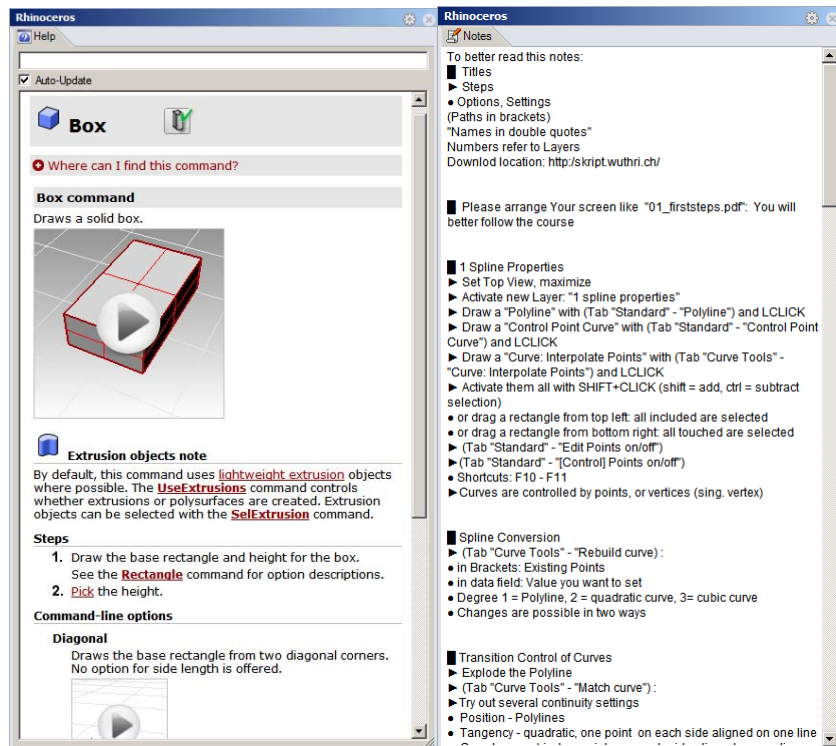 Rhinoceros
Help
Auto-Update
Box
Where can I find this command?
Box command
Draws a solid box.
Extrusion objects note
By default, this command uses lightweight extrusion objects
where possible. The UseExtrusions command controls
whether extrusions or polysurfaces are created. Extrusion
objects can be selected with the SelExtrusion command.
Steps
1. Draw the base rectangle and height for the box.
See the Rectangle command for option descriptions.
2. Pick the height.
Command-line options
Diagonal
Draws the base rectangle from two diagonal corners.
No option for side length is offered.
Rhinoceros
Notes
To better read this notes:
█ Titles
► Steps
● Options, Settings
(Paths in brackets)
"Names in double quotes"
Numbers refer to Layers
Downlod location: http:/skript.wuthri.ch/
█ Please arrange Your screen like "01_firststeps.pdf": You will
better follow the course
█ 1 Spline Properties
► Set Top View, maximize
► Activate new Layer: "1 spline properties"
► Draw a "Polyline" with (Tab "Standard" - "Polyline") and LCLICK
► Draw a "Control Point Curve" with (Tab "Standard" - "Control Point
Curve") and LCLICK
► Draw a "Curve: Interpolate Points" with (Tab "Curve Tools" -
"Curve: Interpolate Points") and LCLICK
► Activate them all with SHIFT+CLICK (shift = add, ctrl = subtract
selection)
● or drag a rectangle from top left: all included are selected
● or drag a rectangle from bottom right: all touched are selected
► (Tab "Standard" - "Edit Points on/off")
►(Tab "Standard" - "[Control] Points on/off")
● Shortcuts: F10 - F11
►Curves are controlled by points, or vertices (sing. vertex)
█ Spline Conversion
► (Tab "Curve Tools" - "Rebuild curve) :
● in Brackets: Existing Points
● in data field: Value you want to set
● Degree 1 = Polyline, 2 = quadratic curve, 3= cubic curve
● Changes are possible in two ways
█ Transition Control of Curves
► Explode the Polyline
► (Tab "Curve Tools" - "Match curve") :
►Try out several continuity settings
● Position - Polylines
● Tangency - quadratic, one point on each side aligned on one line